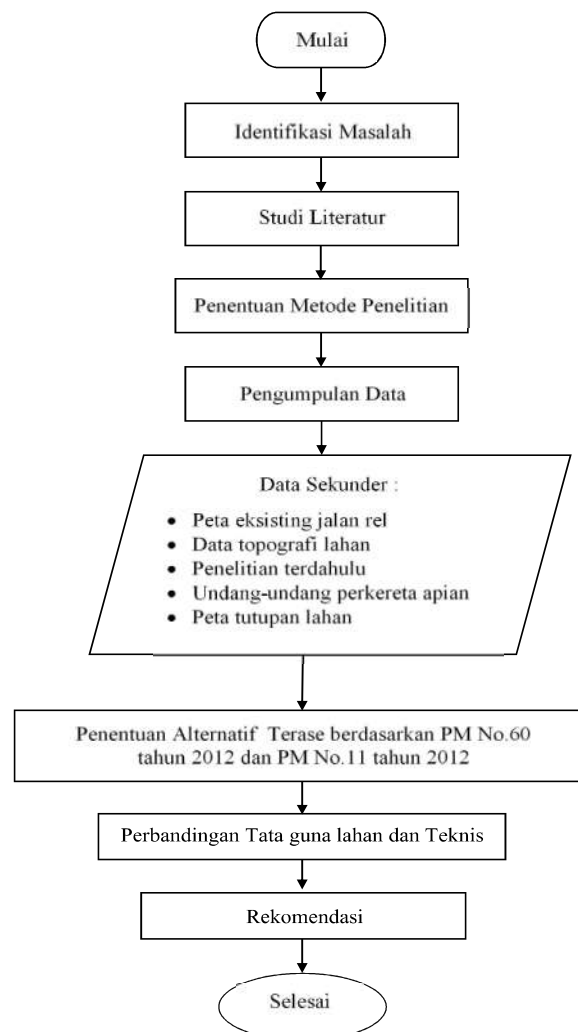 Mulai
Identifikasi Masalah
Studi Literatur
Penentuan Metode Penelitian
Pengumpulan Data
Data Sekunder :
• Peta eksisting jalan rel
• Data topografi lahan
• Penelitian terdahulu
• Undang-undang perkereta apian
• Peta tutupan lahan
Penentuan Alternatif Terase berdasarkan PM No.60
tahun 2012 dan PM No.11 tahun 2012
Perbandingan Tata guna lahan dan Teknis
Rekomendasi
Selesai